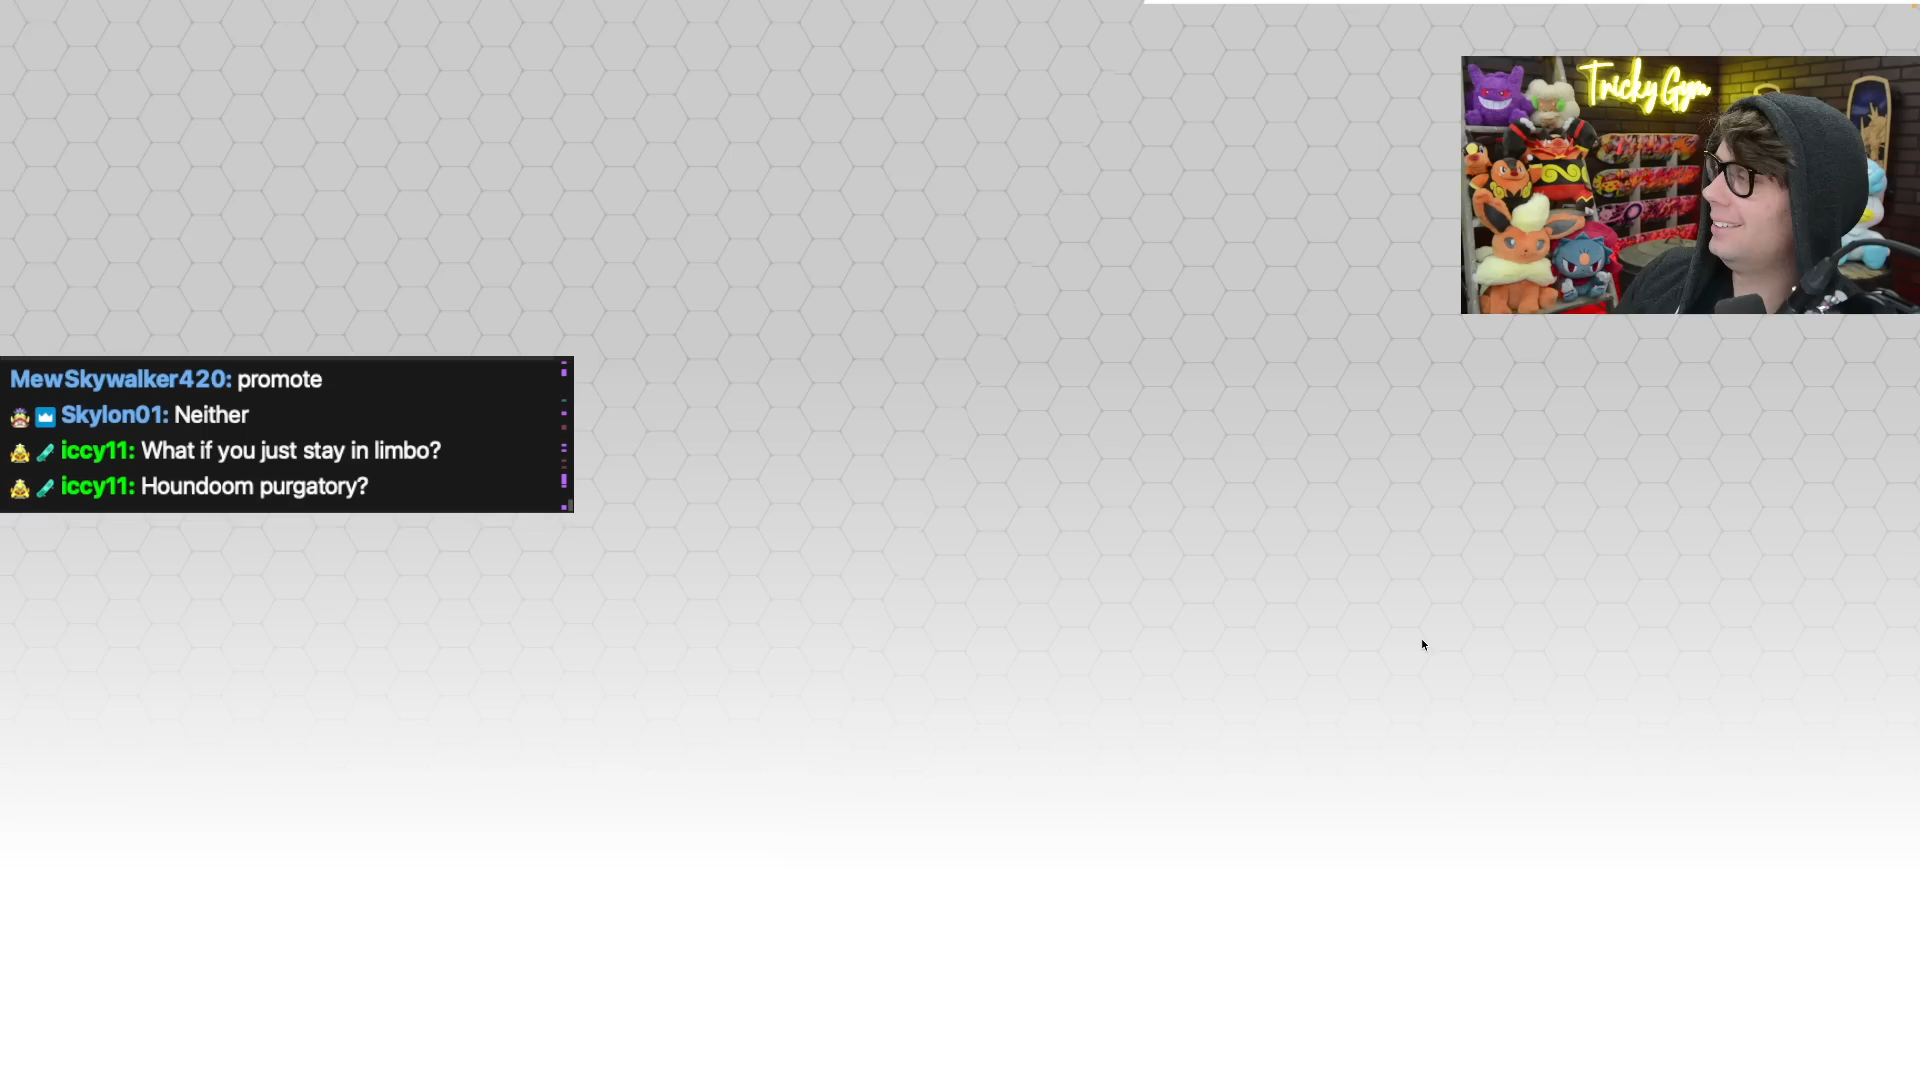 Tricky Gym
MewSkywalker420: promote
Skylon01: Neither
iccy11: What if you just stay in limbo?
iccy11: Houndoom purgatory?